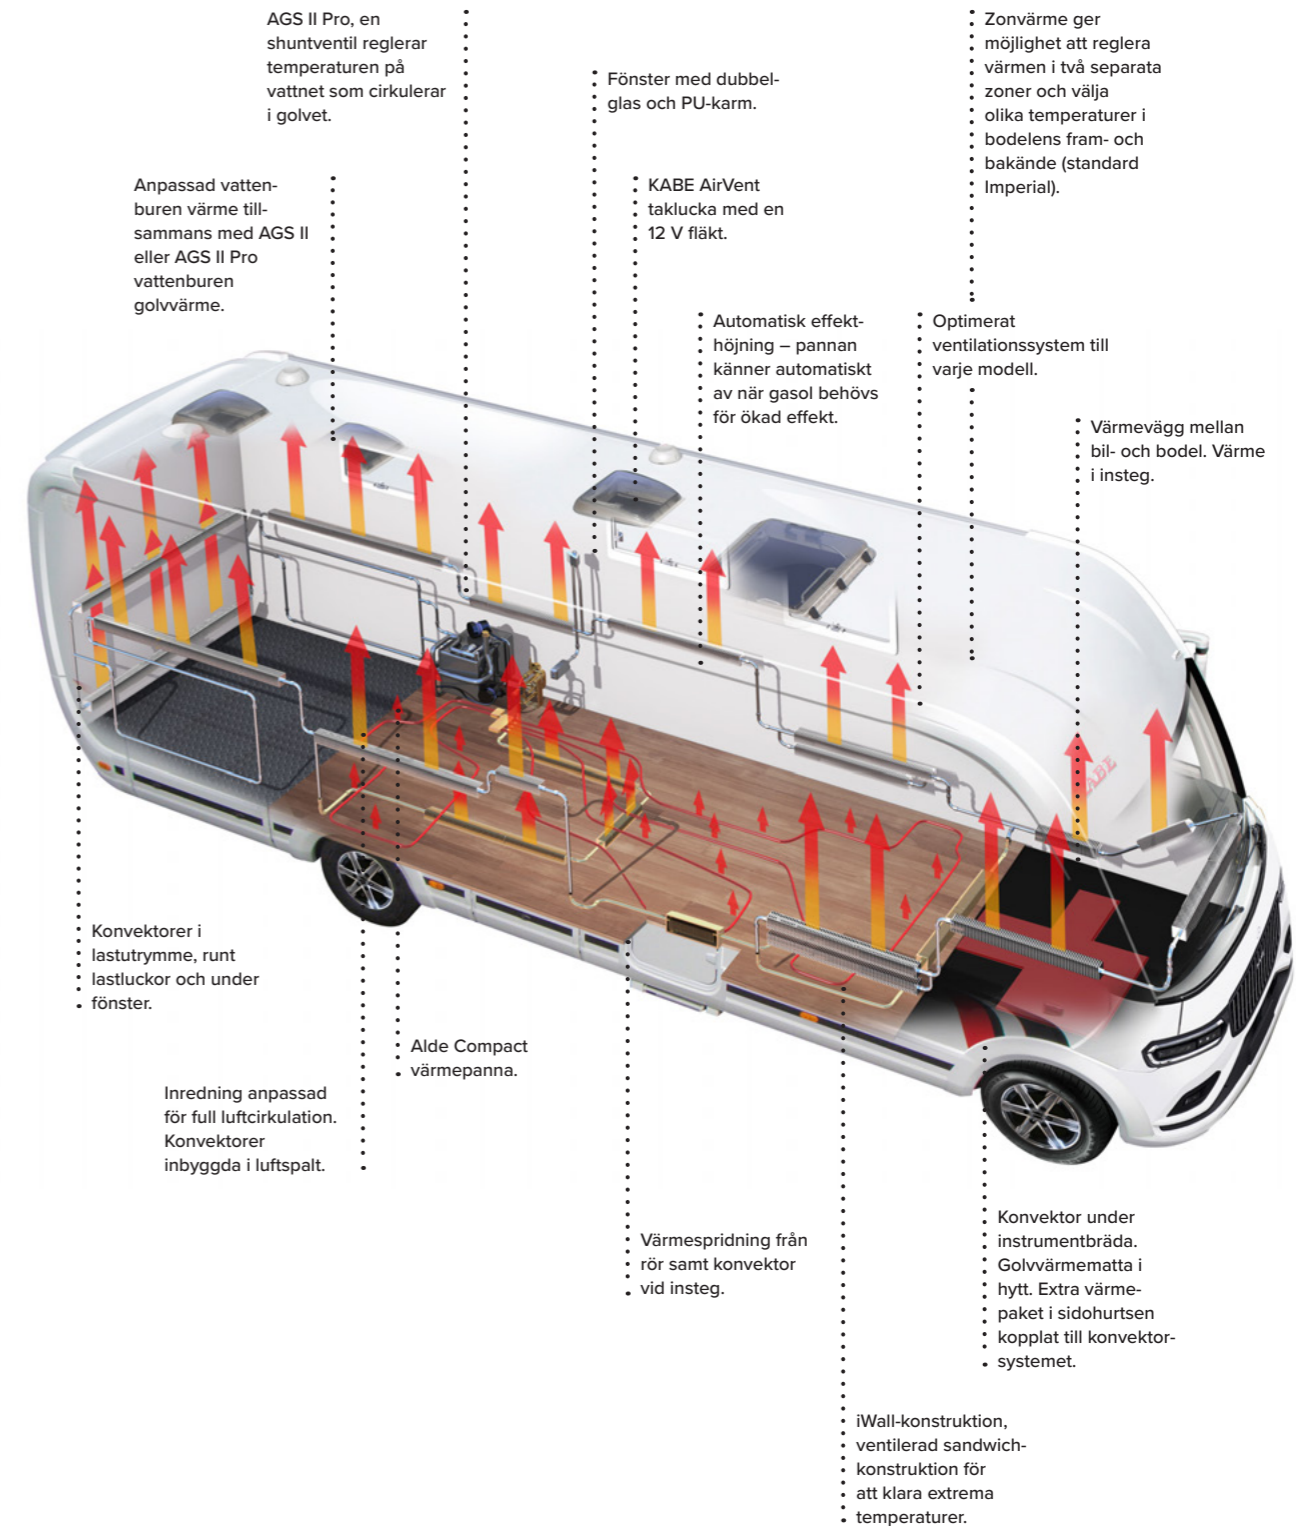 AGS II Pro, en
shuntventil reglerar
temperaturen på
vattnet som cirkulerar
i golvet.
Zonvärme ger
möjlighet att reglera
värmen i två separata
zoner och välja
olika temperaturer i
bodelens fram- och
bakände (standard
Imperial).
Fönster med dubbel-
glas och PU-karm.
Anpassad vatten-
buren värme till-
sammans med AGS II
eller AGS II Pro
vattenburen
golvvärme.
KABE AirVent
taklucka med en
12 V fläkt.
Automatisk effekt-
höjning – pannan
känner automatiskt
av när gasol behövs
för ökad effekt.
Optimerat
ventilationssystem till
varje modell.
Värmevägg mellan
bil- och bodel. Värme
i insteg.
Konvektorer i
lastutrymme, runt
lastluckor och under
fönster.
Alde Compact
värmepanna.
Inredning anpassad
för full luftcirkulation.
Konvektorer
inbyggda i luftspalt.
Värmespridning från
rör samt konvektor
vid insteg.
Konvektor under
instrumentbräda.
Golvvärmematta i
hytt. Extra värme-
paket i sidohurtsen
kopplat till konvektor-
systemet.
iWall-konstruktion,
ventilerad sandwich-
konstruktion för
att klara extrema
temperaturer.